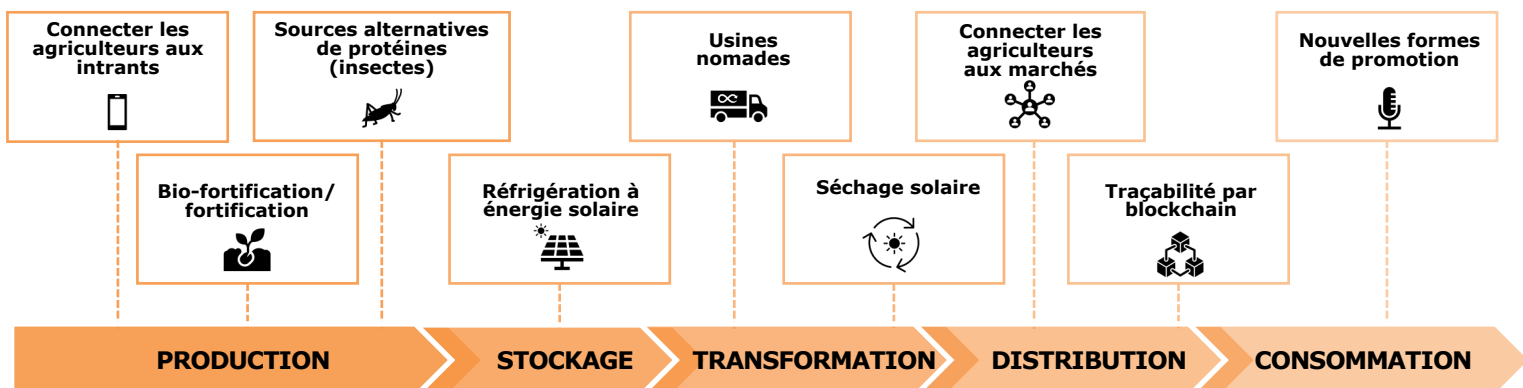 Connecter les
agriculteurs aux
intrants
Sources alternatives
de protéines
(insectes)
Usines
nomades
Connecter les
agriculteurs
aux marchés
Nouvelles formes
de promotion
Bio-fortification/
fortification
Réfrigération à
énergie solaire
Séchage solaire
Traçabilité par
blockchain
PRODUCTION
STOCKAGE
TRANSFORMATION
DISTRIBUTION
CONSOMMATION